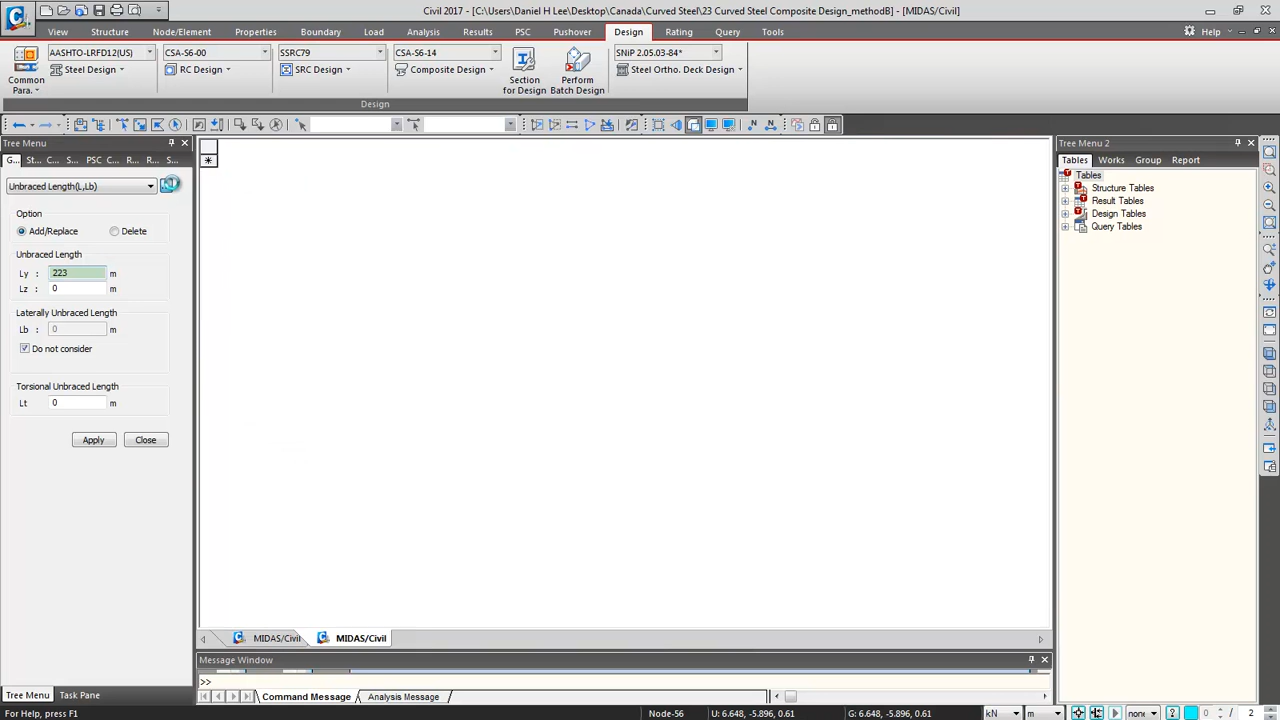 Civil 2017 - [C:\Users\Daniel H Lee\Desktop\Canada\Curved Steel\23 Curved Steel Composite Design_methodB] - [MIDAS/Civil]
View Structure Node/Element Properties Boundary Load Analysis Results PSC Pushover Design Rating Query Tools Help
AASHTO-LRFD12(US) CSA-S6-00 SSRC79 CSA-S6-14 SNiP 2.05.03-84*
Common Para. Steel Design RC Design SRC Design Composite Design Section for Design Perform Batch Design Steel Ortho. Deck Design
Design
Tree Menu
G... St... C... S... PSC C... R... R... S...
Unbraced Length(L,Lb)
Option
Add/Replace Delete
Unbraced Length
Ly : 223 m
Lz : 0 m
Laterally Unbraced Length
Lb : 0 m
Do not consider
Torsional Unbraced Length
Lt 0 m
Apply Close
Tree Menu 2
Tables Works Group Report
Tables
Structure Tables
Result Tables
Design Tables
Query Tables
MIDAS/Civil MIDAS/Civil
Message Window
>>
Command Message Analysis Message
Tree Menu Task Pane
For Help, press F1 Node-56 U: 6.648, -5.896, 0.61 G: 6.648, -5.896, 0.61 kN m none 0 / 2